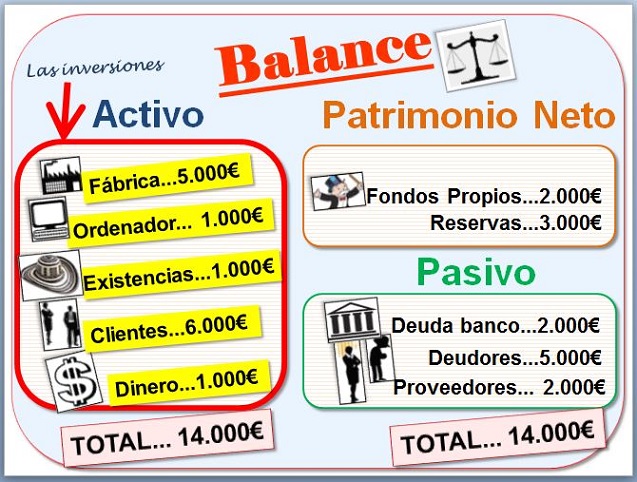 Balance
Las inversiones
Activo
Fábrica...5.000€
Ordenador... 1.000€
Existencias...1.000€
Clientes...6.000€
Dinero...1.000€
TOTAL... 14.000€
Patrimonio Neto
Fondos Propios...2.000€
Reservas...3.000€
Pasivo
Deuda banco...2.000€
Deudores...5.000€
Proveedores... 2.000€
TOTAL... 14.000€